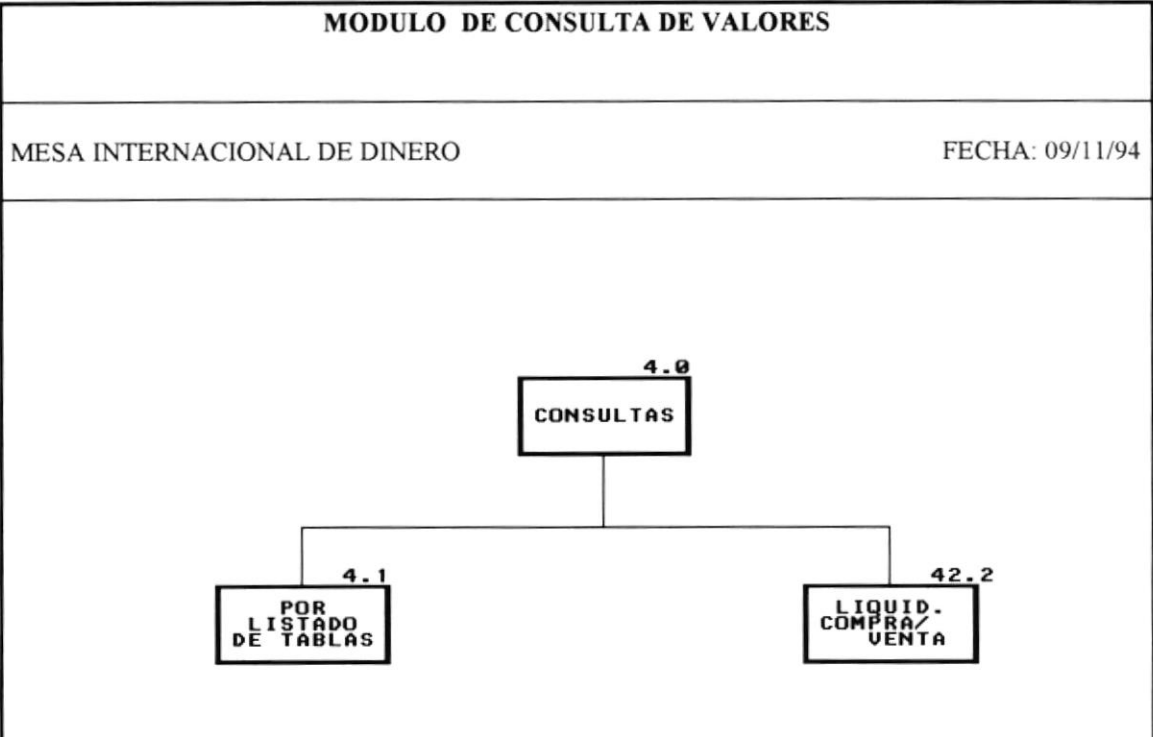 MODULO DE CONSULTA DE VALORES
MESA INTERNACIONAL DE DINERO FECHA: 09/11/94
4.0
CONSULTAS
4.1
POR
LISTADO
DE TABLAS
42.2
LIQUID.
COMPRA/
VENTA